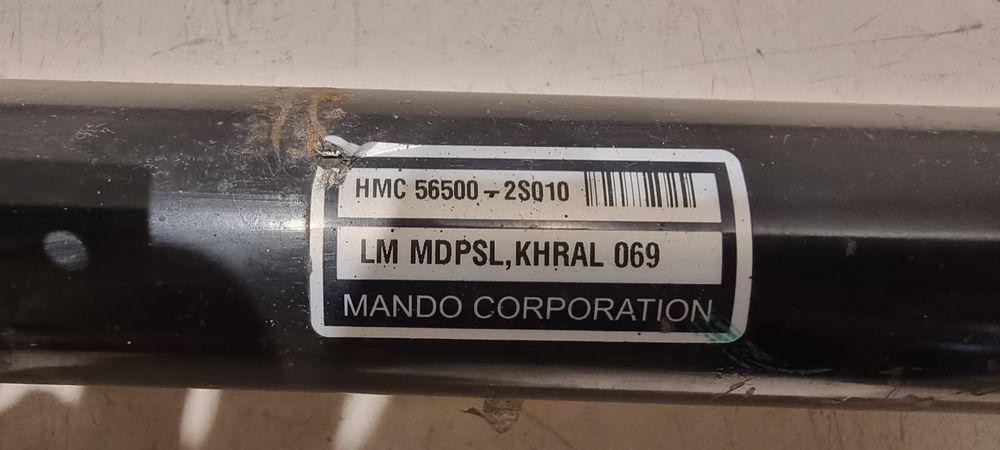 HMC 56500-2S010
LM MDPSL,KHRAL 069
MANDO CORPORATION